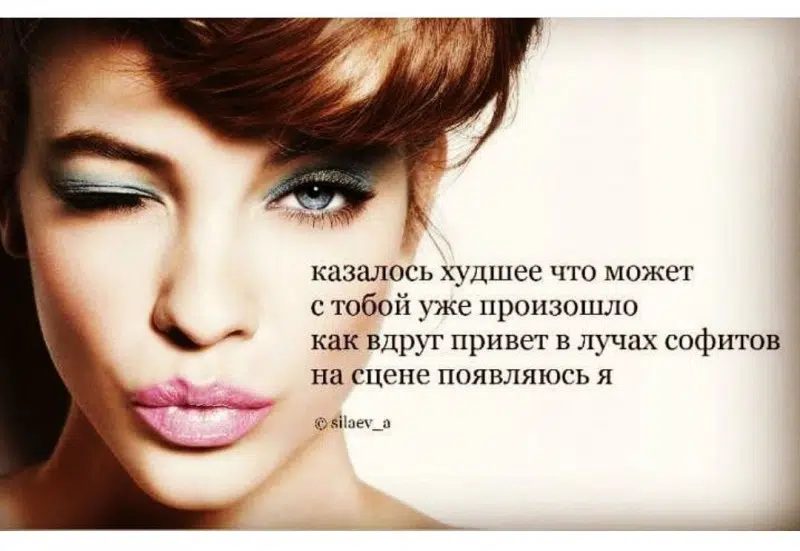 казалось худшее что может
с тобой уже произошло
как вдруг привет в лучах софитов
на сцене появляюсь я
© silaev_a